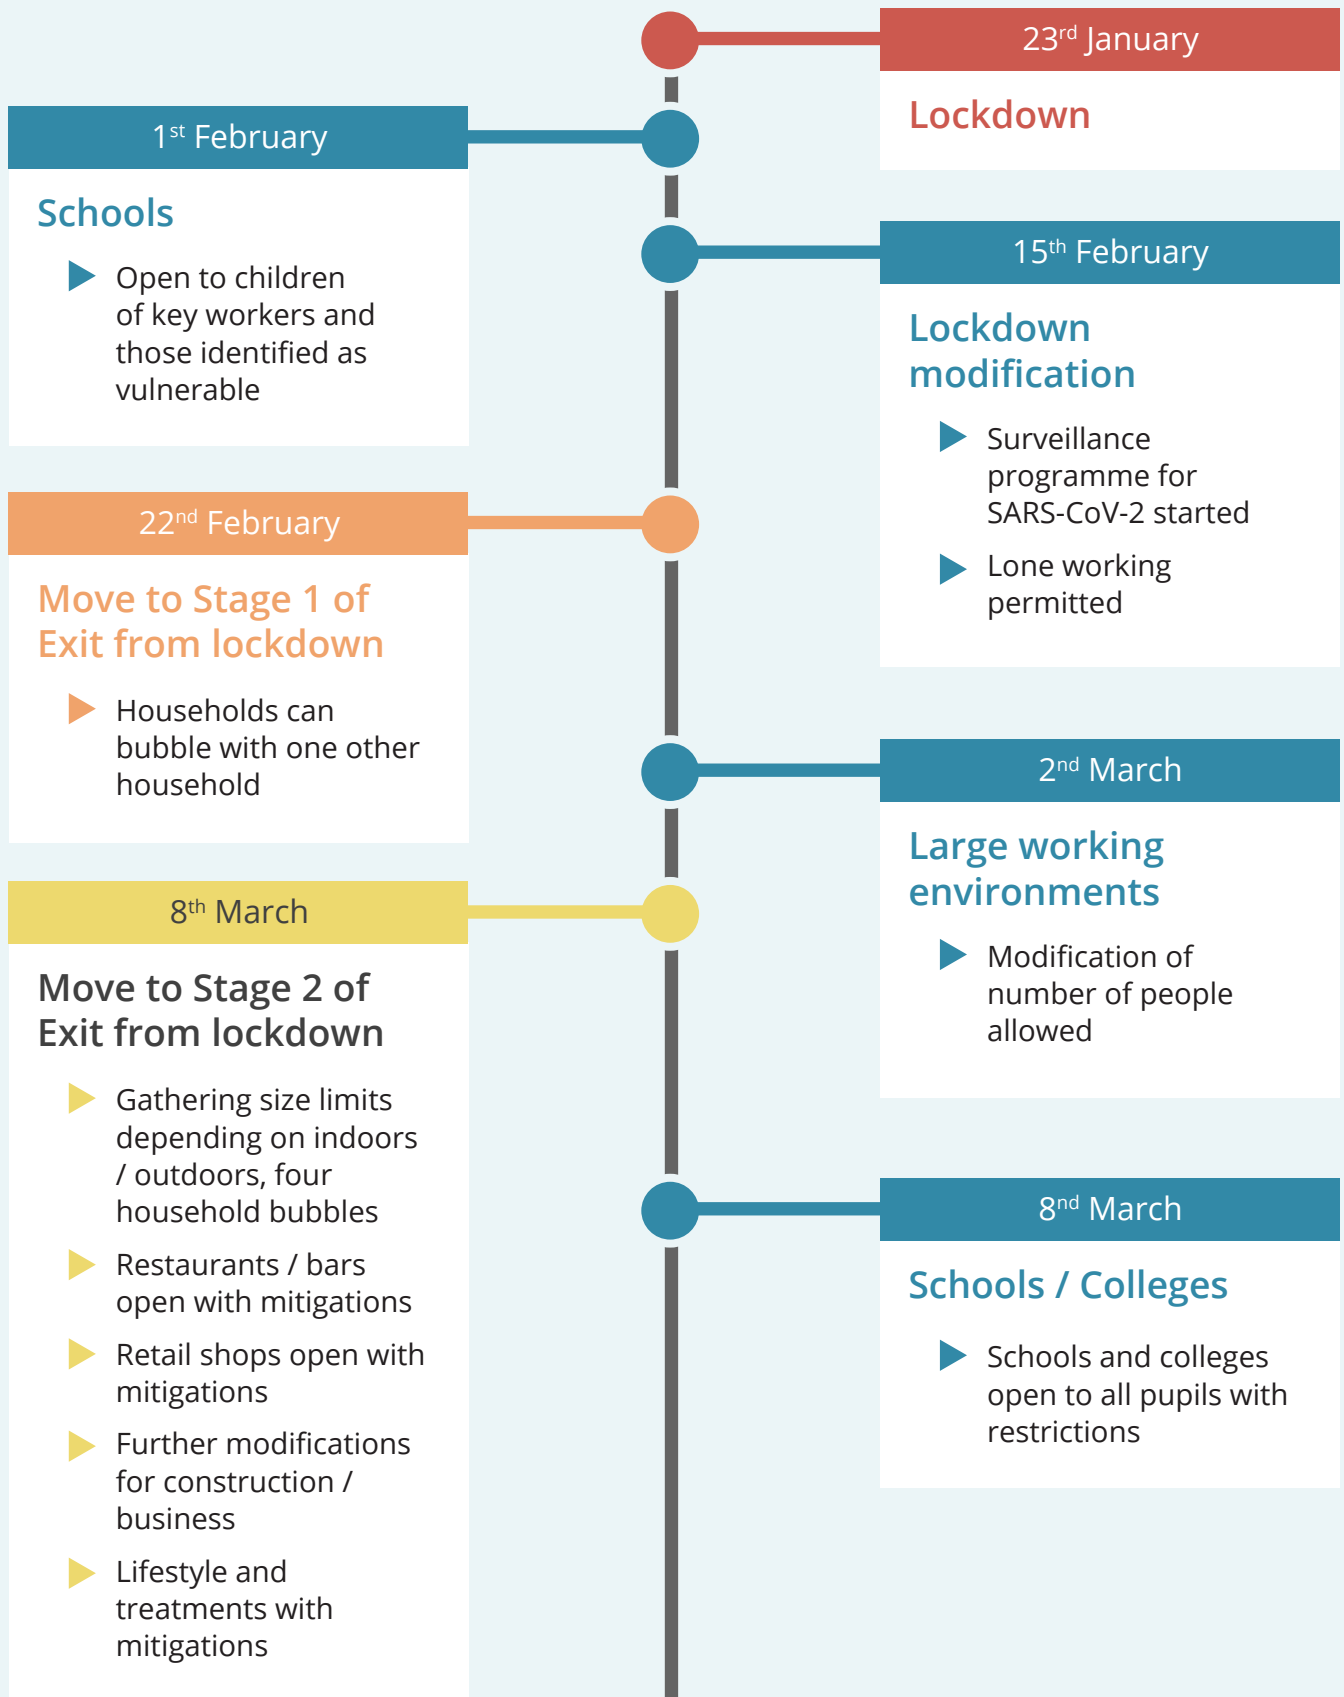 23rd January
Lockdown
1st February
Schools
Open to children
of key workers and
those identified as
vulnerable
15th February
Lockdown
modification
Surveillance
programme for
SARS-CoV-2 started
Lone working
permitted
22nd February
Move to Stage 1 of
Exit from lockdown
Households can
bubble with one other
household
2nd March
Large working
environments
Modification of
number of people
allowed
8th March
Move to Stage 2 of
Exit from lockdown
Gathering size limits
depending on indoors
/ outdoors, four
household bubbles
Restaurants / bars
open with mitigations
Retail shops open with
mitigations
Further modifications
for construction /
business
Lifestyle and
treatments with
mitigations
8nd March
Schools / Colleges
Schools and colleges
open to all pupils with
restrictions